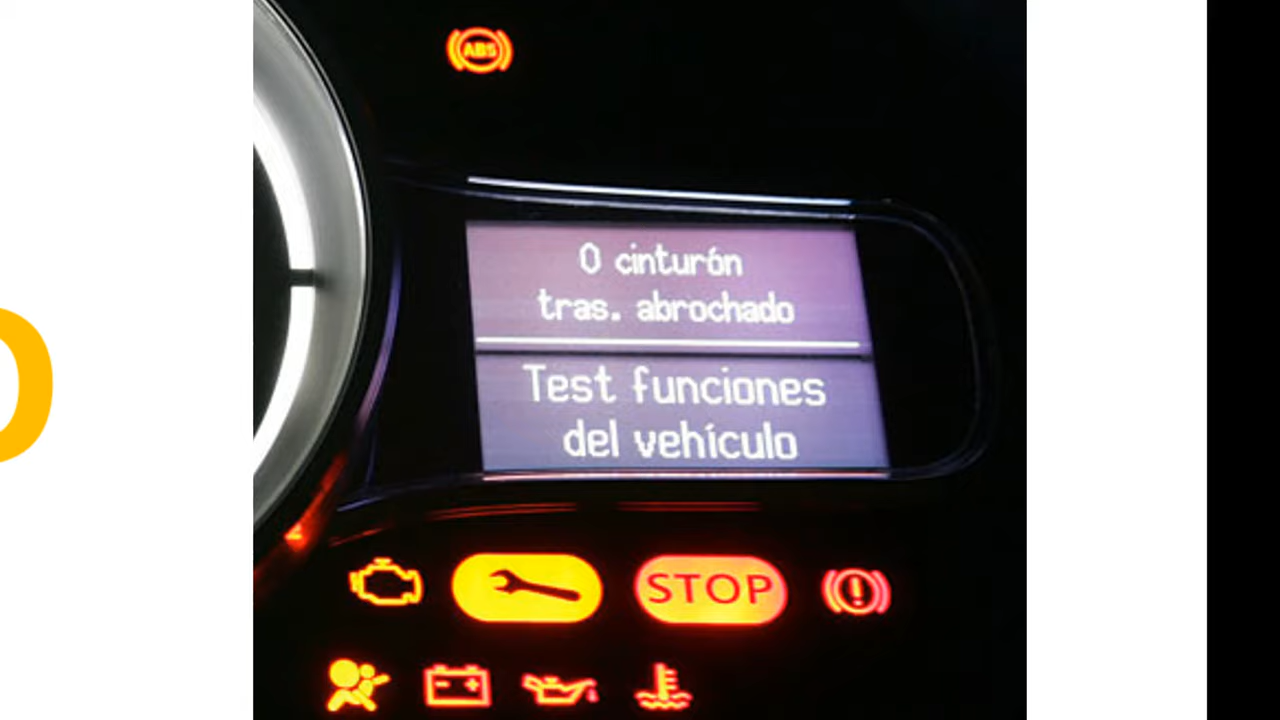 ABS
0 cinturón
tras. abrochado
Test funciones
del vehículo
STOP